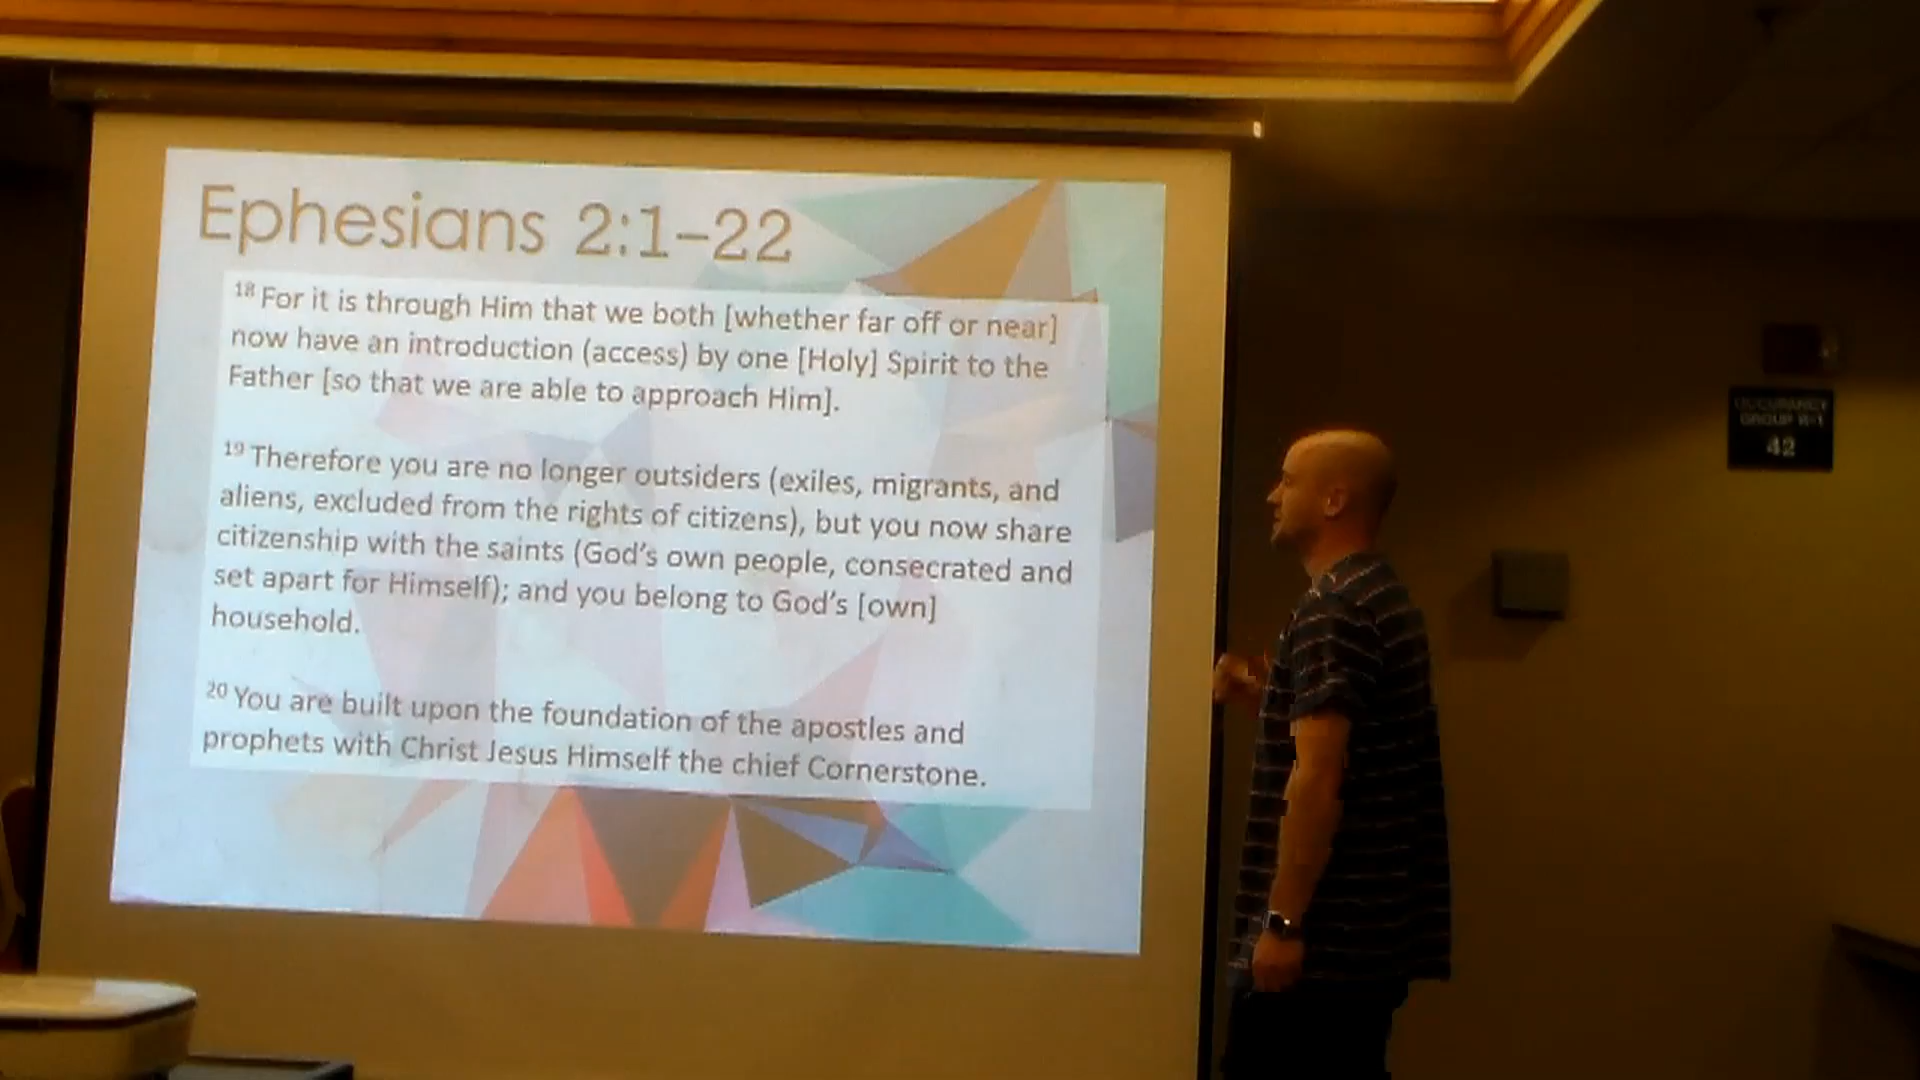 Ephesians 2:1–22
18 For it is through Him that we both [whether far off or near]
now have an introduction (access) by one [Holy] Spirit to the
Father [so that we are able to approach Him].
19 Therefore you are no longer outsiders (exiles, migrants, and
aliens, excluded from the rights of citizens), but you now share
citizenship with the saints (God's own people, consecrated and
set apart for Himself); and you belong to God's [own]
household.
20 You are built upon the foundation of the apostles and
prophets with Christ Jesus Himself the chief Cornerstone.
OCCUPANCY
GROUP
42